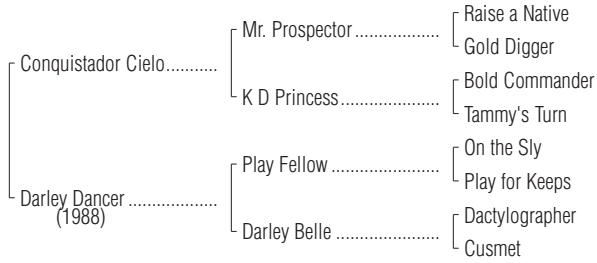 Raise a Native
Mr. Prospector ..................
Gold Digger
Conquistador Cielo...........
Bold Commander
K D Princess.....................
Tammy's Turn
On the Sly
Play Fellow .......................
Play for Keeps
Darley Dancer ...................
(1988)
Dactylographer
Darley Belle ......................
Cusmet